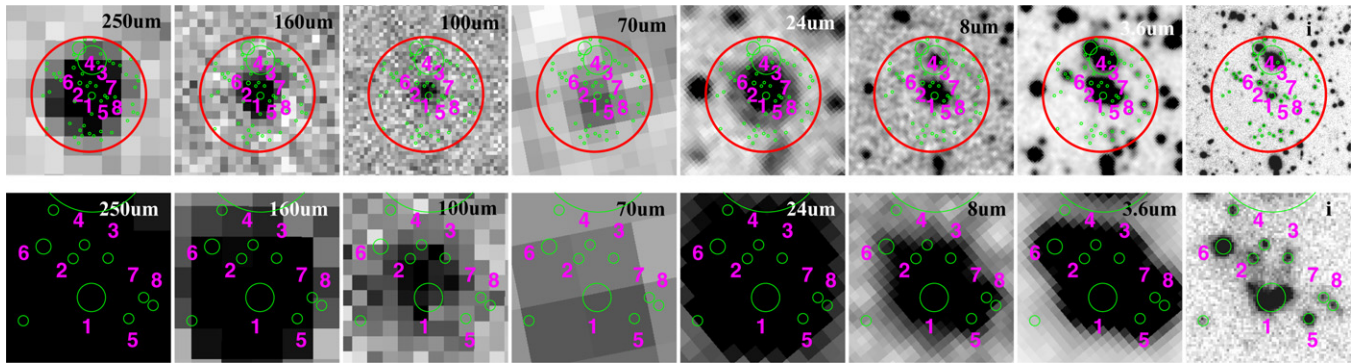 250um 160um 100um 70um 24um 8um 3.6um i
4 4 4 4 4 4 4 4
3 3 3 3 3 3 3 3
6 7 6 7 6 7 6 7 6 7 6 7 6 7 6 7
2 2 2 2 2 2 2 2
1 5 8 1 5 8 1 5 8 1 5 8 1 5 8 1 5 8 1 5 8 1 5 8
250um 160um 100um 70um 24um 8um 3.6um i
4 3 4 3 4 3 4 3 4 3 4 3 4 3 4 3
6 2 6 2 6 2 6 2 6 2 6 2 6 2 6 2
7 8 7 8 7 8 7 8 7 8 7 8 7 8 7 8
1 5 1 5 1 5 1 5 1 5 1 5 1 5 1 5